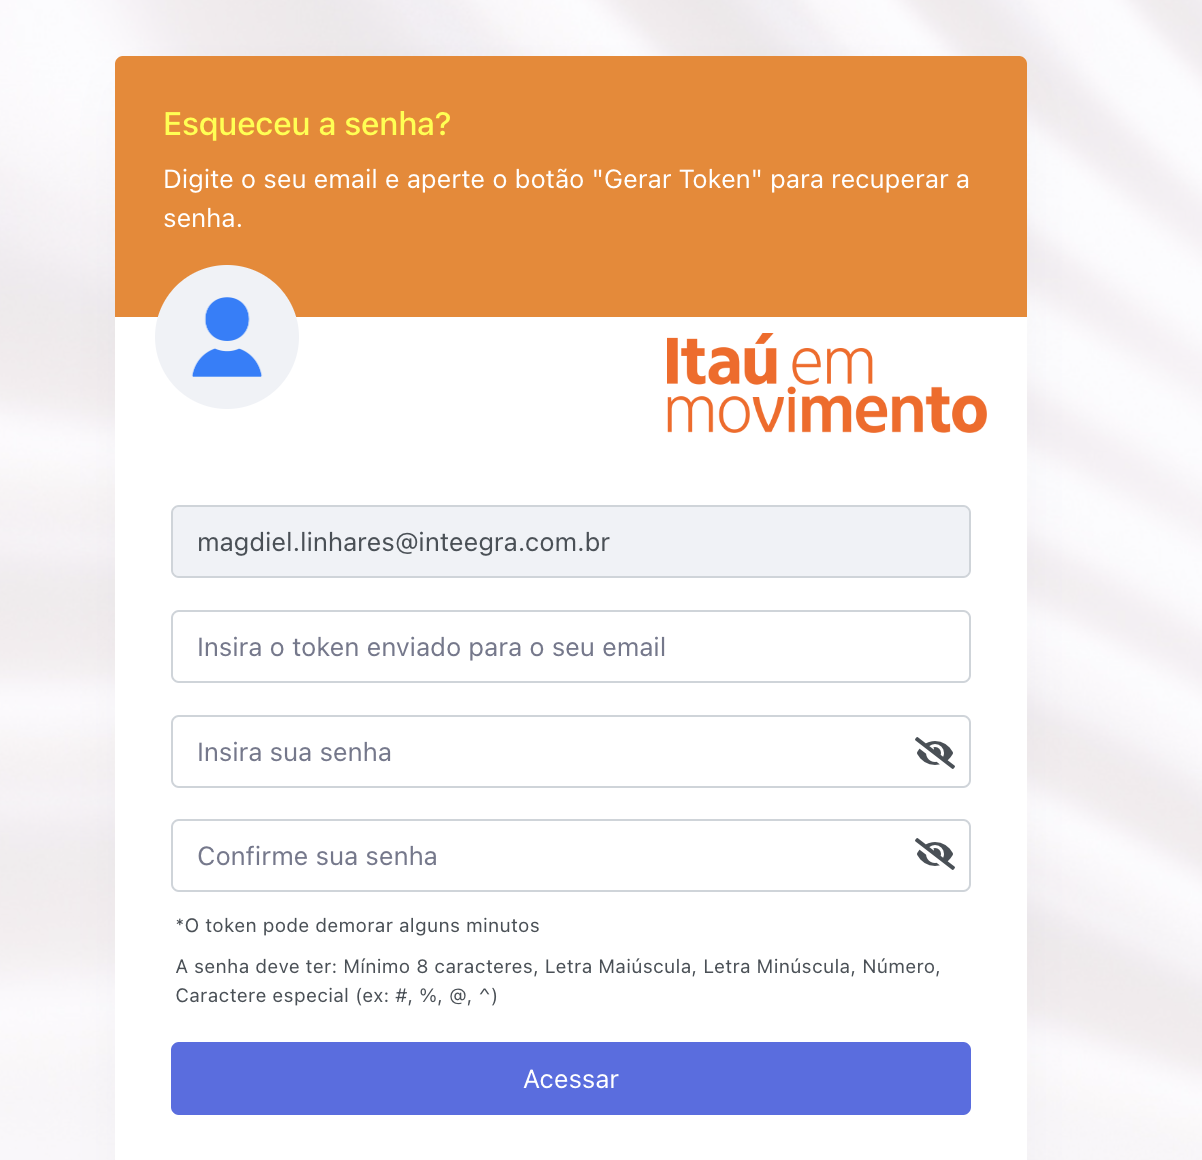 Esqueceu a senha?
Digite o seu email e aperte o botão "Gerar Token" para recuperar a
senha.
Itaú em
movimento
magdiel.linhares@inteegra.com.br
Insira o token enviado para o seu email
Insira sua senha
Confirme sua senha
*O token pode demorar alguns minutos
A senha deve ter: Mínimo 8 caracteres, Letra Maiúscula, Letra Minúscula, Número,
Caractere especial (ex: #, %, @, ^)
Acessar